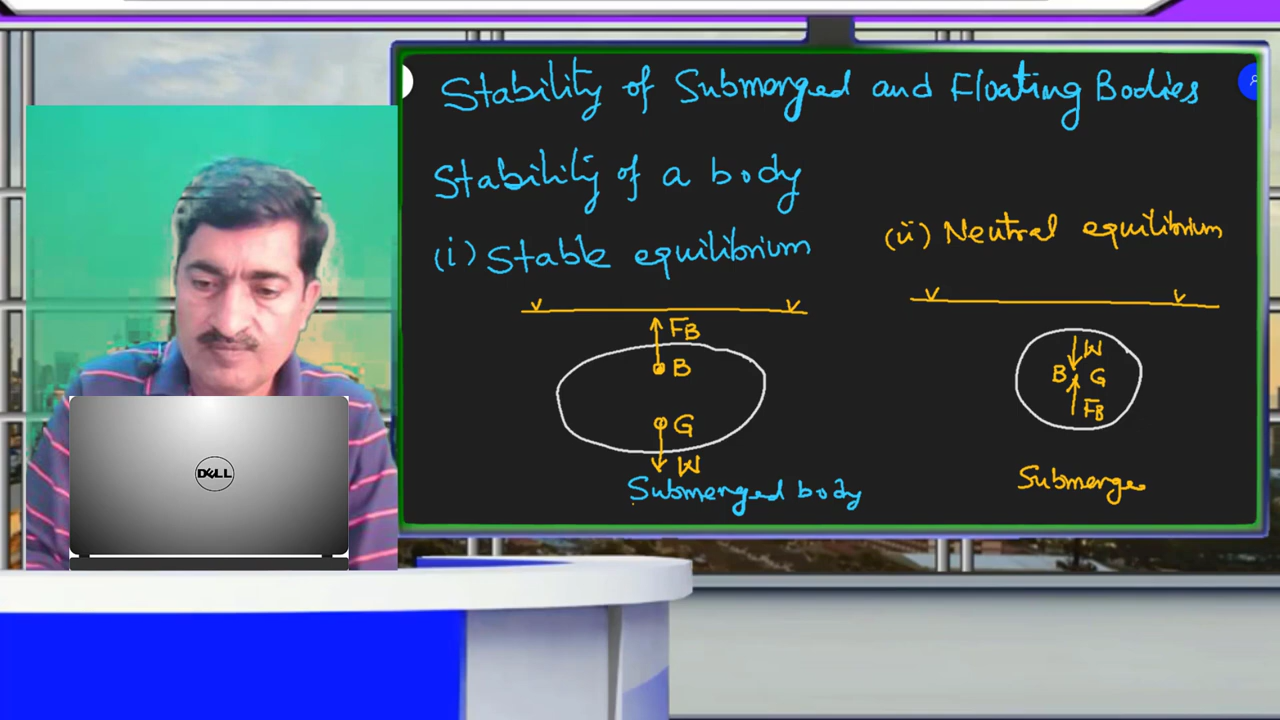 Stability of Submerged and Floating Bodies
Stability of a body
(i) Stable equilibrium
FB
B
G
W
Submerged body
(ii) Neutral equilibrium
W
B G
FB
Submerge
DELL